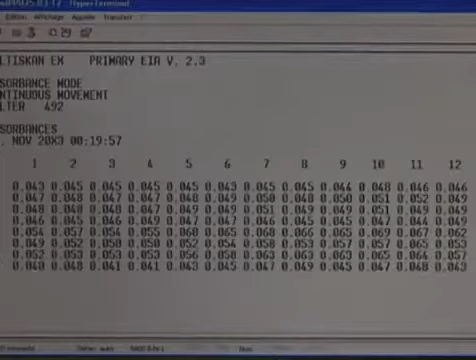 HyperTerminal
Edition Affichage Appeler Transfert
LTISKAN EX PRIMARY EIA V. 2.3
SORBANCE MODE
NTINUOUS MOVEMENT
LTER 492
SORBANCES
. NOV 20X3 00:19:57
1 2 3 4 5 6 7 8 9 10 11 12
0.043 0.045 0.045 0.045 0.045 0.043 0.045 0.045 0.044 0.048 0.046 0.046
0.047 0.048 0.047 0.047 0.048 0.049 0.050 0.048 0.050 0.051 0.052 0.049
0.048 0.048 0.048 0.047 0.049 0.049 0.051 0.049 0.049 0.051 0.049
0.045 0.046 0.049 0.047 0.047 0.046 0.045 0.045 0.047 0.044 0.049
0.054 0.057 0.054 0.055 0.060 0.065 0.068 0.066 0.065 0.069 0.067 0.062
0.049 0.052 0.050 0.050 0.052 0.054 0.058 0.053 0.057 0.057 0.065 0.053
0.052 0.053 0.053 0.053 0.056 0.058 0.063 0.063 0.063 0.065 0.064 0.057
0.040 0.048 0.041 0.041 0.043 0.045 0.047 0.049 0.045 0.047 0.048 0.043